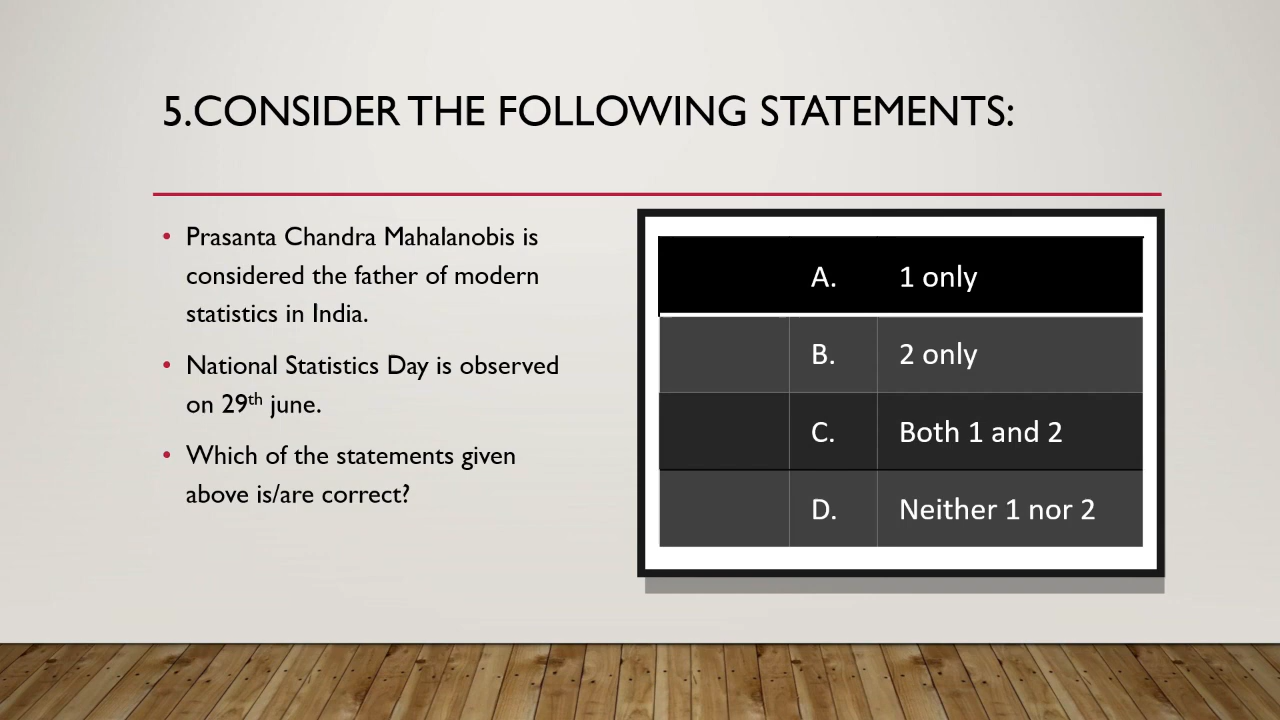 5.CONSIDER THE FOLLOWING STATEMENTS:
• Prasanta Chandra Mahalanobis is
considered the father of modern
statistics in India.
• National Statistics Day is observed
on 29th june.
• Which of the statements given
above is/are correct?
A. 1 only
B. 2 only
C. Both 1 and 2
D. Neither 1 nor 2